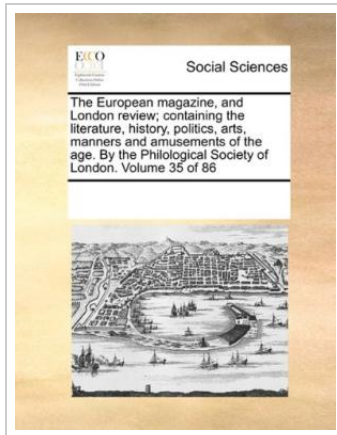 ECCO
Social Sciences
The European magazine, and
London review; containing the
literature, history, politics, arts,
manners and amusements of the
age. By the Philological Society of
London. Volume 35 of 86